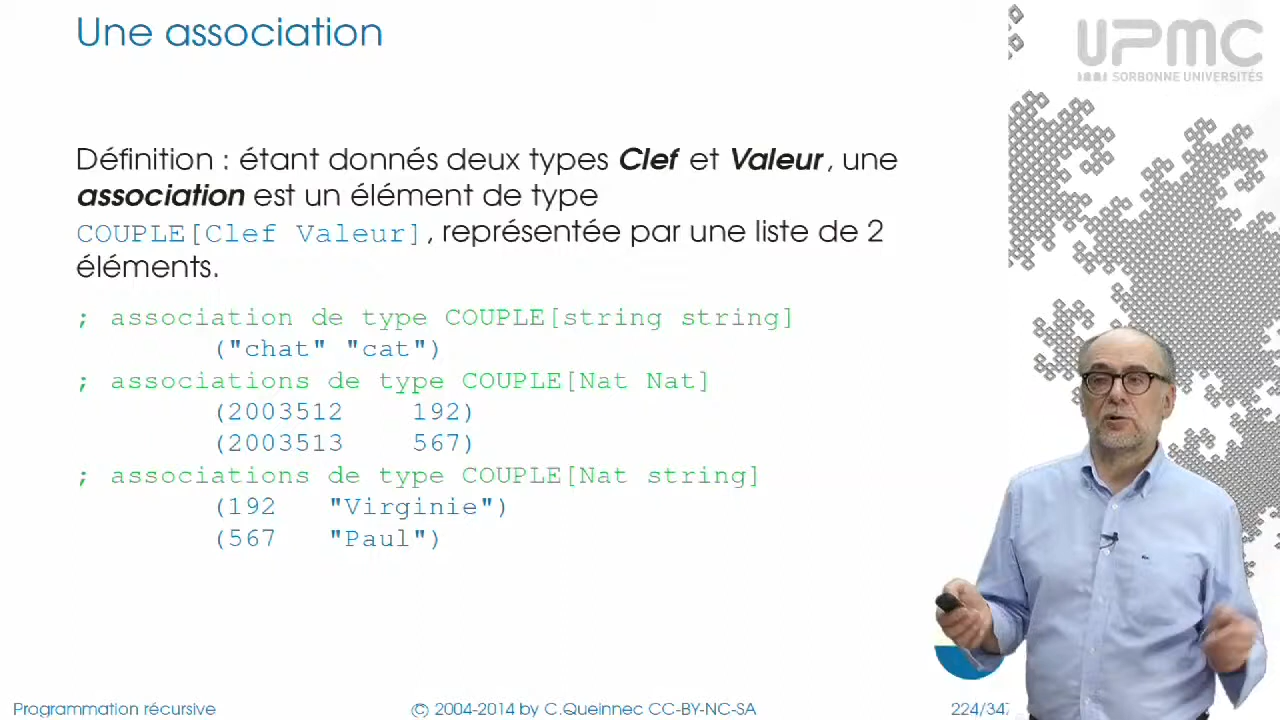 Une association
UPMC
SORBONNE UNIVERSITÉS
Définition : étant donnés deux types Clef et Valeur, une
association est un élément de type
COUPLE[Clef Valeur], représentée par une liste de 2
éléments.
; association de type COUPLE[string string]
("chat" "cat")
; associations de type COUPLE[Nat Nat]
(2003512 192)
(2003513 567)
; associations de type COUPLE[Nat string]
(192 "Virginie")
(567 "Paul")
Programmation récursive
© 2004-2014 by C.Queinnec CC-BY-NC-SA
224/347